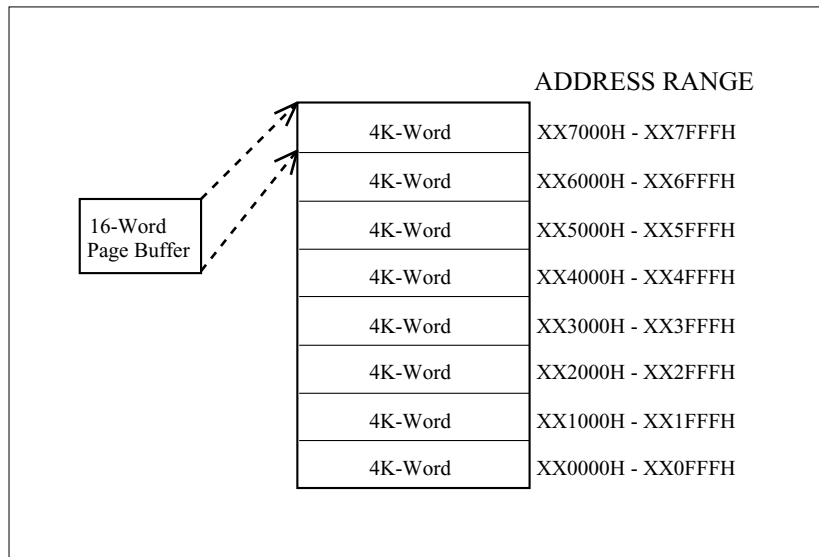 ADDRESS RANGE
4K-Word XX7000H - XX7FFFH
4K-Word XX6000H - XX6FFFH
16-Word
Page Buffer
4K-Word XX5000H - XX5FFFH
4K-Word XX4000H - XX4FFFH
4K-Word XX3000H - XX3FFFH
4K-Word XX2000H - XX2FFFH
4K-Word XX1000H - XX1FFFH
4K-Word XX0000H - XX0FFFH